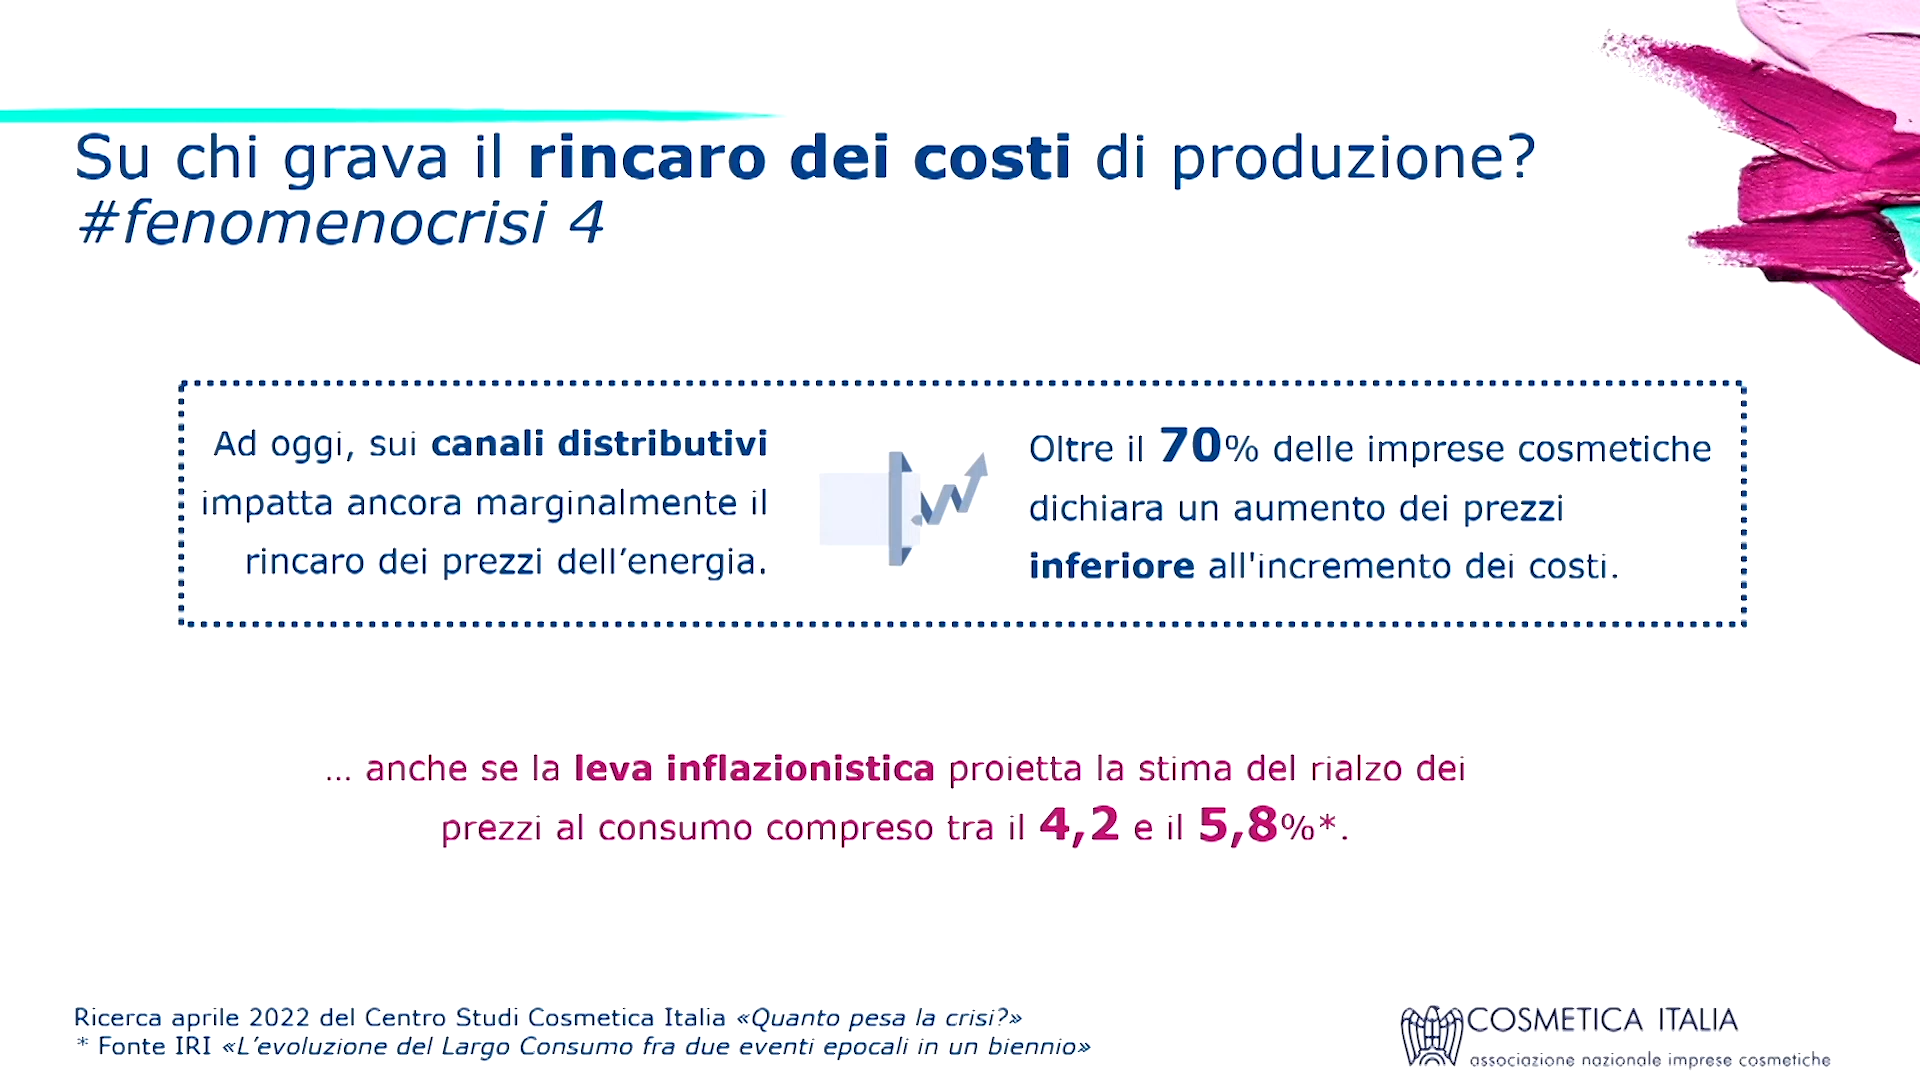 Su chi grava il rincaro dei costi di produzione?
#fenomenocrisi 4
Ad oggi, sui canali distributivi
impatta ancora marginalmente il
rincaro dei prezzi dell’energia.
Oltre il 70% delle imprese cosmetiche
dichiara un aumento dei prezzi
inferiore all'incremento dei costi.
... anche se la leva inflazionistica proietta la stima del rialzo dei
prezzi al consumo compreso tra il 4,2 e il 5,8%*.
Ricerca aprile 2022 del Centro Studi Cosmetica Italia «Quanto pesa la crisi?»
* Fonte IRI «L’evoluzione del Largo Consumo fra due eventi epocali in un biennio»
COSMETICA ITALIA
associazione nazionale imprese cosmetiche